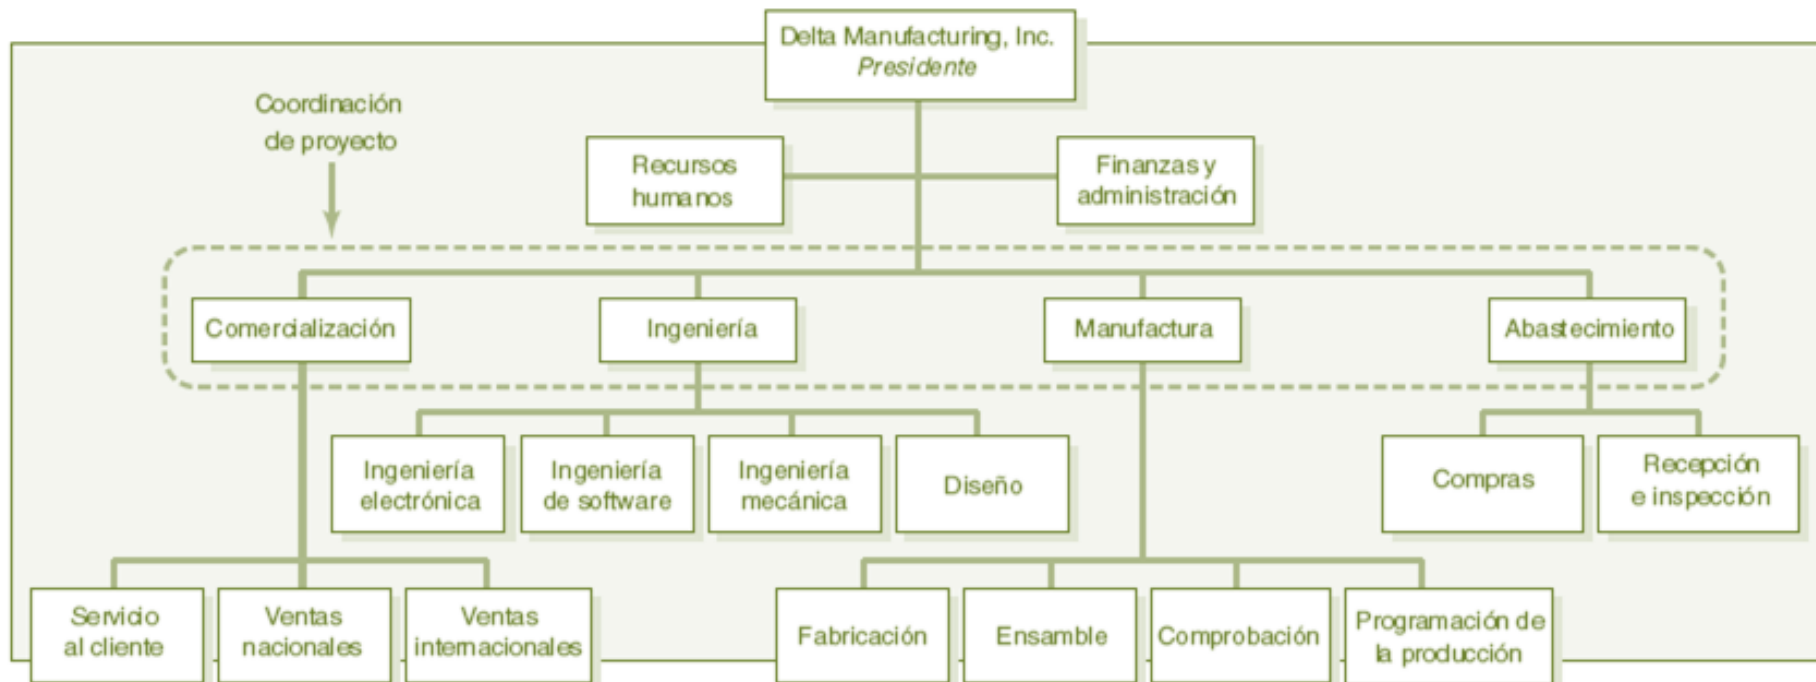 Delta Manufacturing, Inc.
Presidente
Coordinación
de proyecto
Recursos
humanos
Finanzas y
administración
Comercialización
Ingeniería
Manufactura
Abastecimiento
Ingeniería
electrónica
Ingeniería
de software
Ingeniería
mecánica
Diseño
Compras
Recepción
e inspección
Servicio
al cliente
Ventas
nacionales
Ventas
internacionales
Fabricación
Ensamble
Comprobación
Programación de
la producción